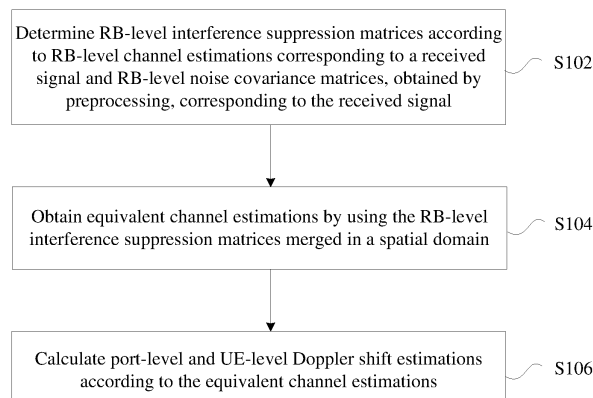 Determine RB-level interference suppression matrices according
to RB-level channel estimations corresponding to a received
signal and RB-level noise covariance matrices, obtained by
preprocessing, corresponding to the received signal
S102
Obtain equivalent channel estimations by using the RB-level
interference suppression matrices merged in a spatial domain
S104
Calculate port-level and UE-level Doppler shift estimations
according to the equivalent channel estimations
S106